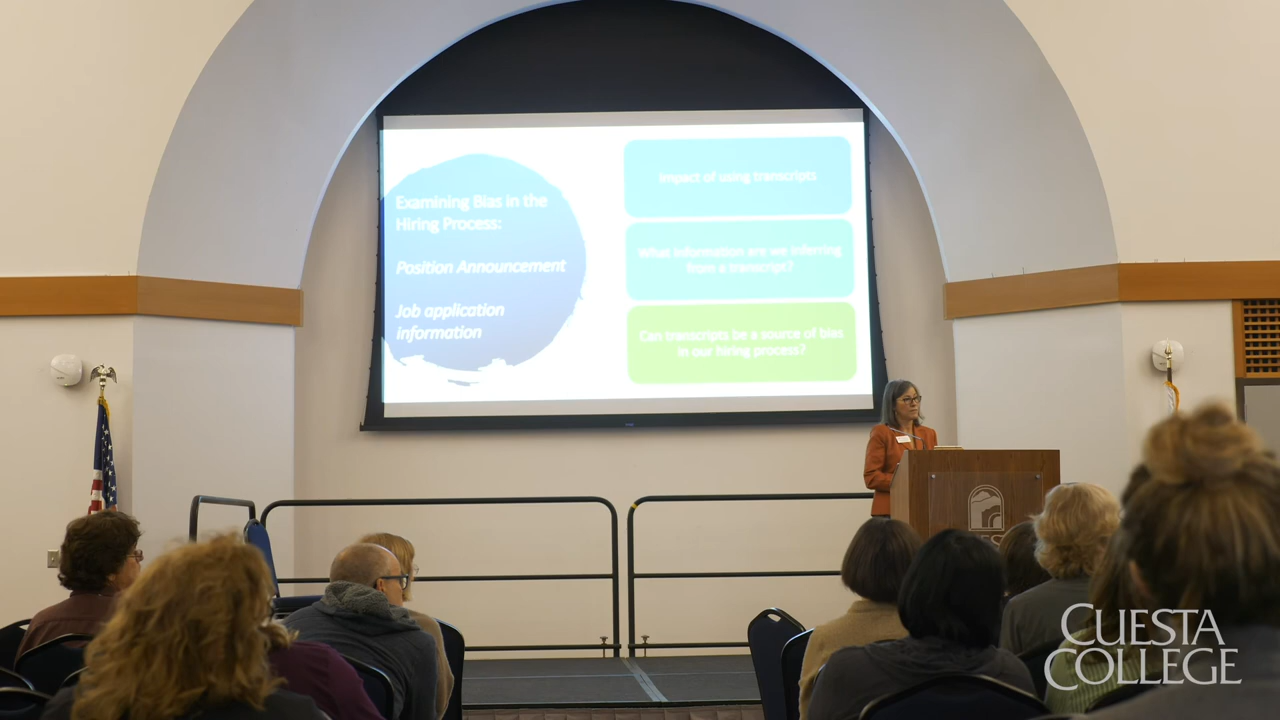 Examining Bias in the
Hiring Process:
Position Announcement
Job application
information
Impact of using transcripts
What information are we inferring
from a transcript?
Can transcripts be a source of bias
in our hiring process?
CUESTA
COLLEGE